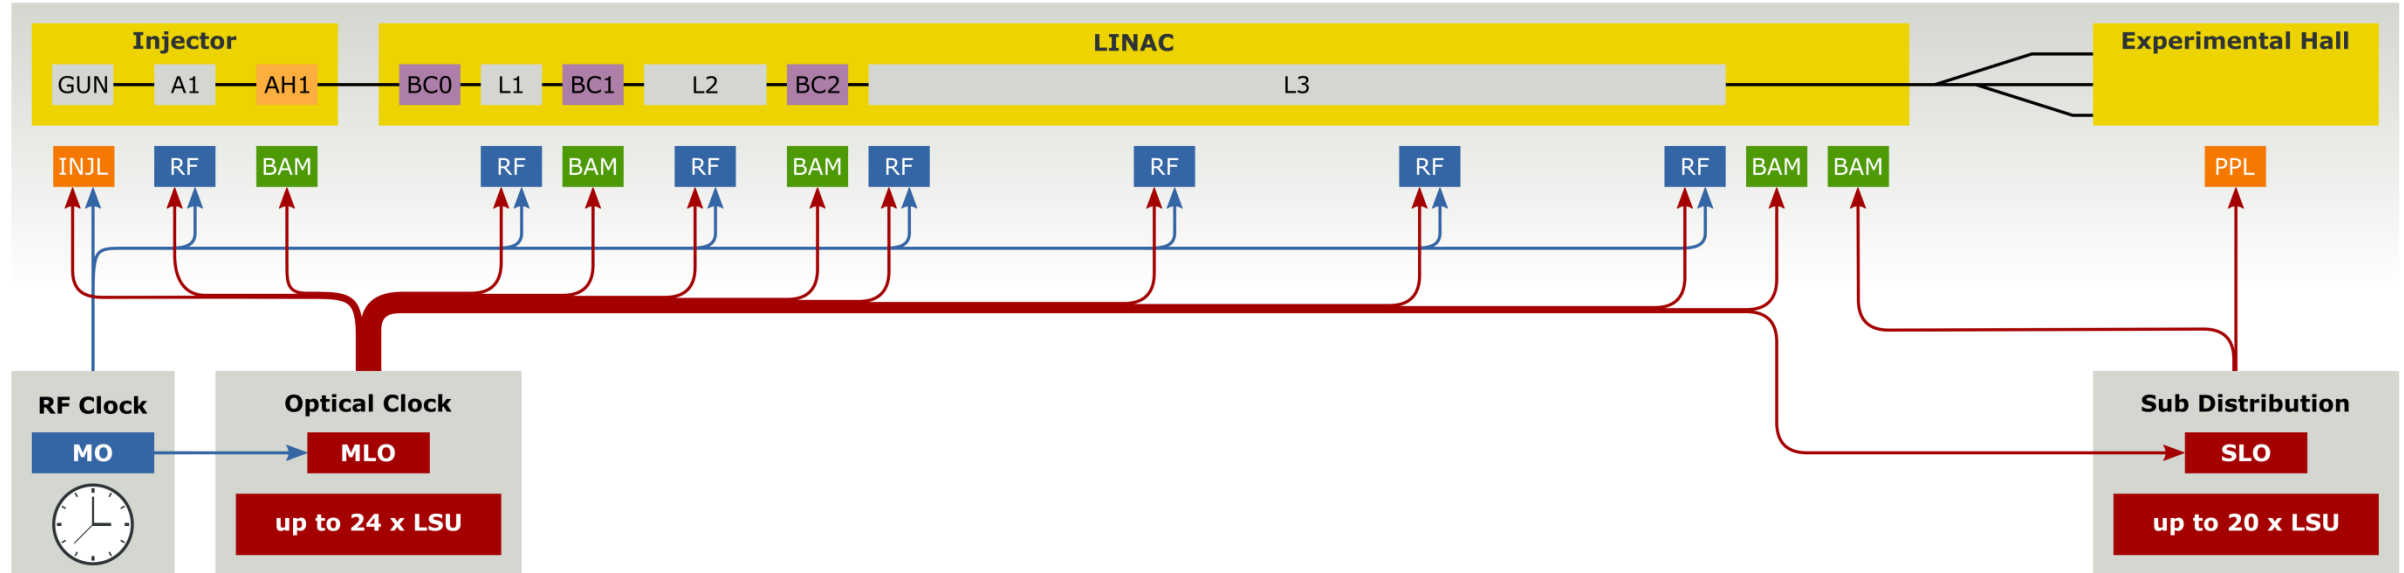 Injector
LINAC
Experimental Hall
GUN A1 AH1 BC0 L1 BC1 L2 BC2 L3
INJL RF BAM RF BAM RF BAM RF RF RF RF BAM BAM PPL
RF Clock
MO
Optical Clock
MLO
up to 24 x LSU
Sub Distribution
SLO
up to 20 x LSU